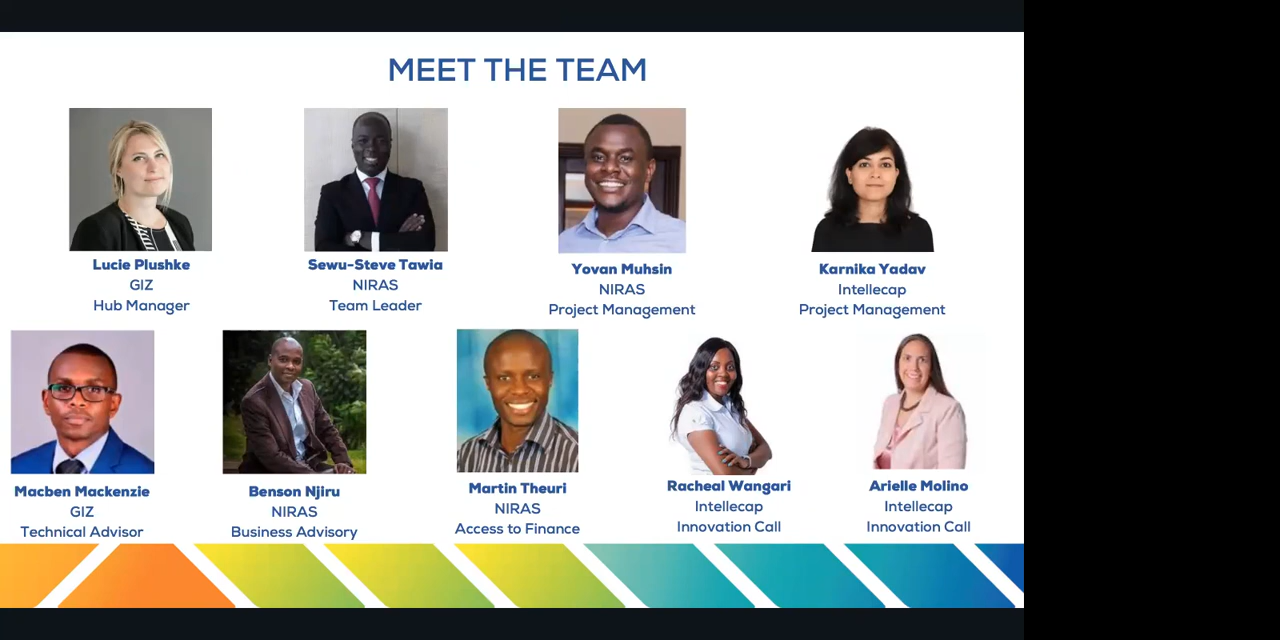 MEET THE TEAM
Lucie Plushke
GIZ
Hub Manager
Sewu-Steve Tawia
NIRAS
Team Leader
Yovan Muhsin
NIRAS
Project Management
Karnika Yadav
Intellecap
Project Management
Macben Mackenzie
GIZ
Technical Advisor
Benson Njiru
NIRAS
Business Advisory
Martin Theuri
NIRAS
Access to Finance
Racheal Wangari
Intellecap
Innovation Call
Arielle Molino
Intellecap
Innovation Call